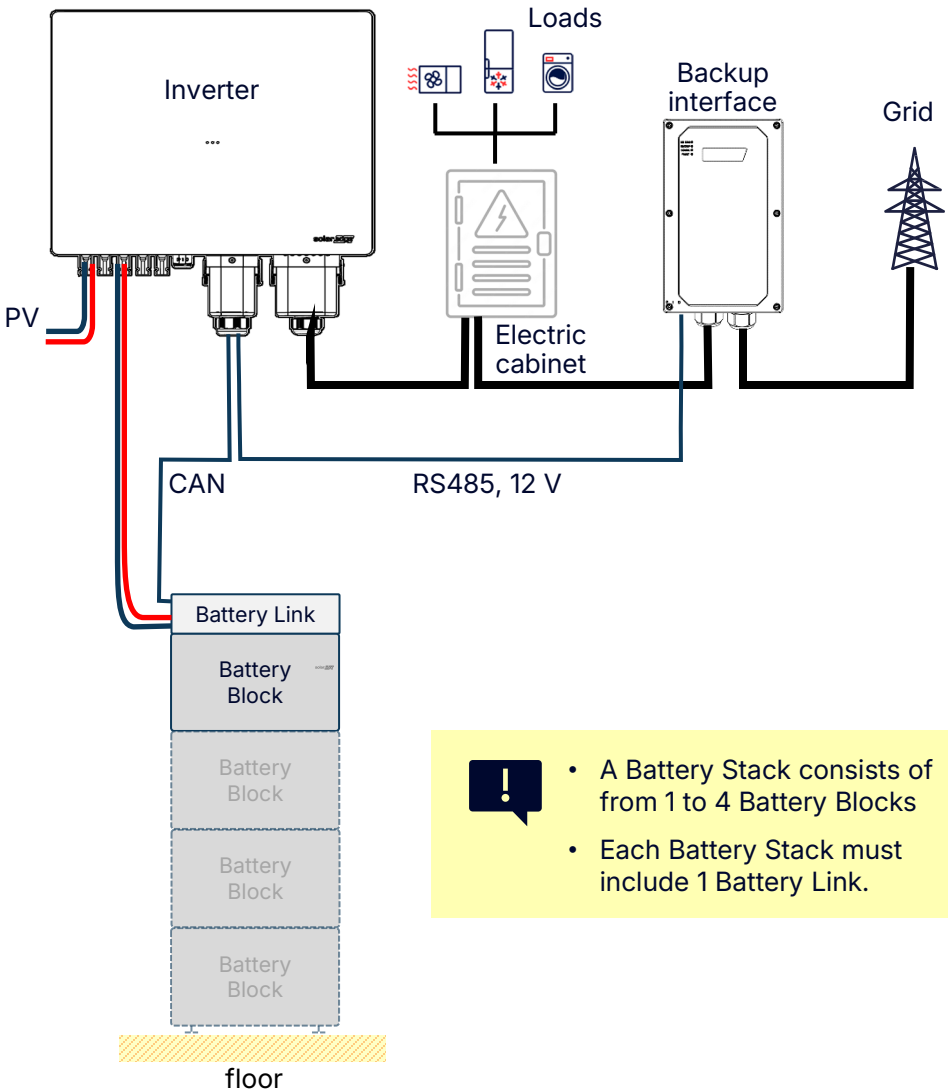 Loads
Inverter
Backup
interface
Grid
solaredge
PV
Electric
cabinet
CAN
RS485, 12 V
Battery Link
Battery
Block
Battery
Block
Battery
Block
Battery
Block
• A Battery Stack consists of
from 1 to 4 Battery Blocks
• Each Battery Stack must
include 1 Battery Link.
floor